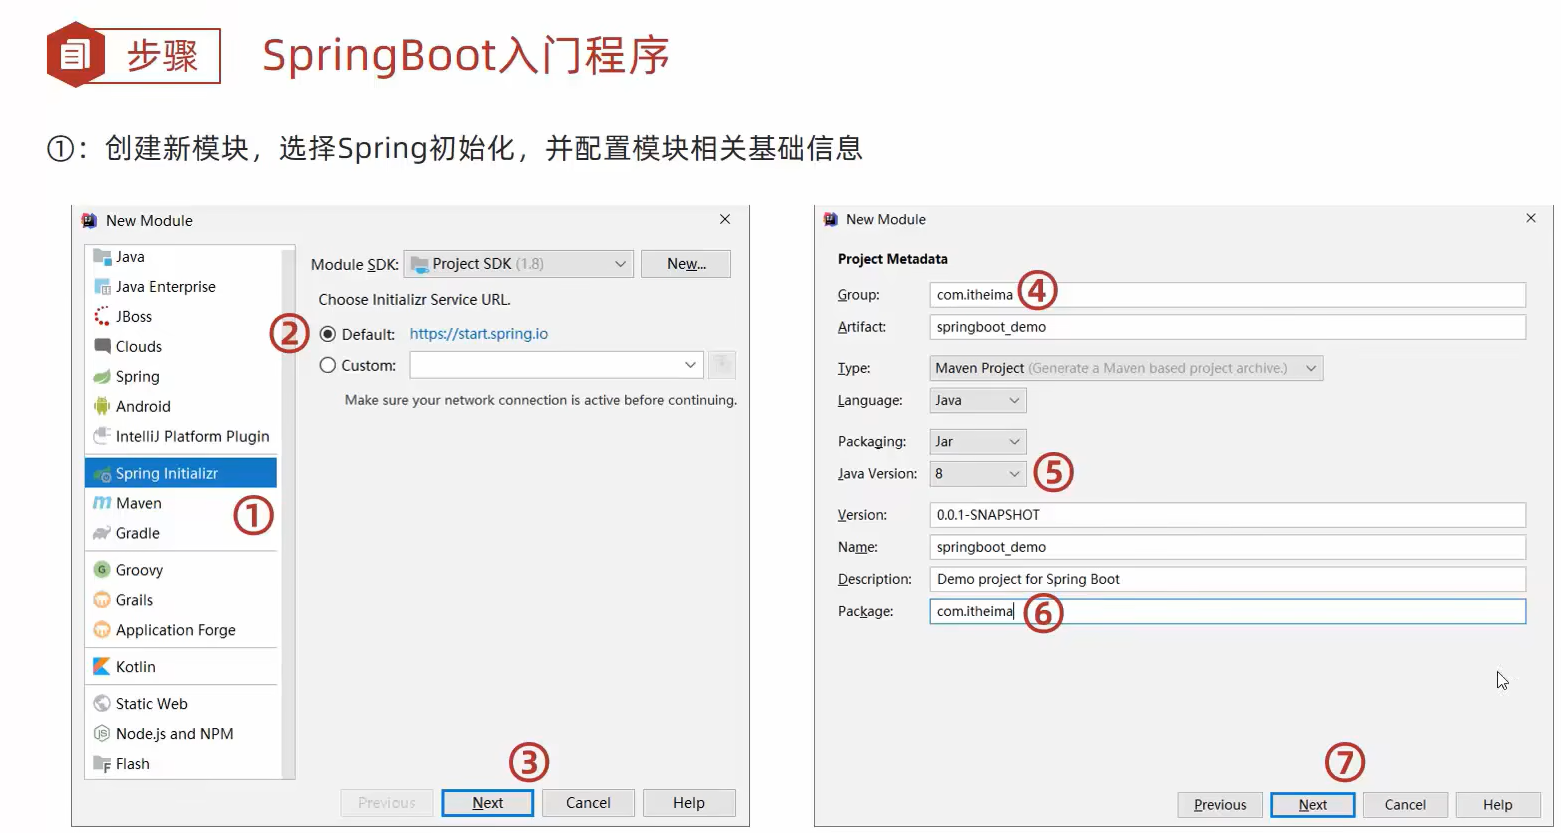 步骤
SpringBoot入门程序
①：创建新模块，选择Spring初始化，并配置模块相关基础信息
New Module
Java
Java Enterprise
JBoss
Clouds
Spring
Android
IntelliJ Platform Plugin
Spring Initializr
Maven
①
Gradle
Groovy
Grails
Application Forge
Kotlin
Static Web
Node.js and NPM
Flash
Module SDK: Project SDK (1.8) New...
Choose Initializr Service URL.
② Default: https://start.spring.io
Custom:
Make sure your network connection is active before continuing.
③
Previous Next Cancel Help
New Module
Project Metadata
Group: com.itheima ④
Artifact: springboot_demo
Type: Maven Project (Generate a Maven based project archive.)
Language: Java
Packaging: Jar
Java Version: 8 ⑤
Version: 0.0.1-SNAPSHOT
Name: springboot_demo
Description: Demo project for Spring Boot
Package: com.itheima ⑥
⑦
Previous Next Cancel Help